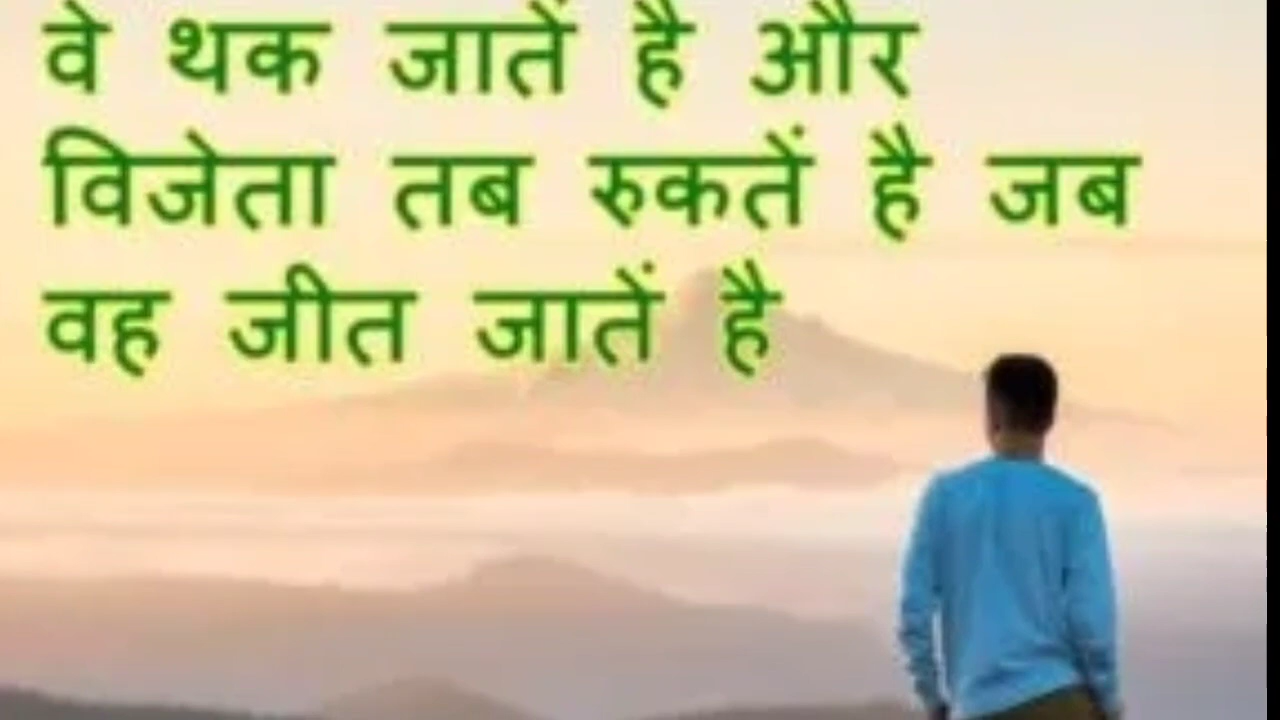 वे थक जातें है और
विजेता तब रुकतें है जब
वह जीत जातें है